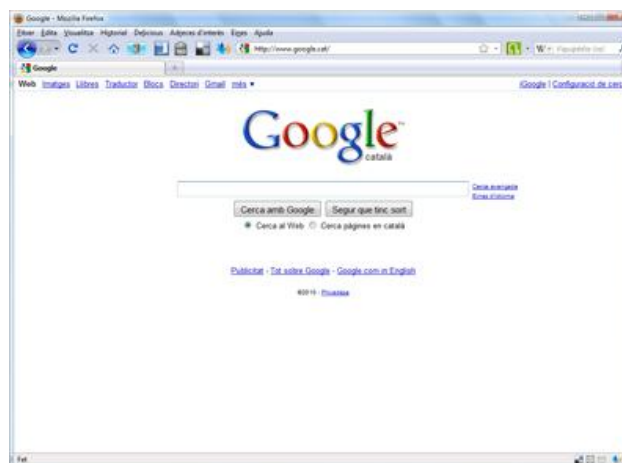 Google - Mozilla Firefox
Fitxer Edita Visualitza Historial Delicious Adreces d'interès Eines Ajuda
http://www.google.cat/
Google
Web Imatges Llibres Traductor Blocs Directori Gmail més ▼
iGoogle | Configuració de cerc
Google™
català
Cerca avançada
Eines d'idioma
Cerca amb Google
Segur que tinc sort
Cerca al Web Cerca pàgines en català
Publicitat - Tot sobre Google - Google.com in English
©2010 - Privadesa
Fet